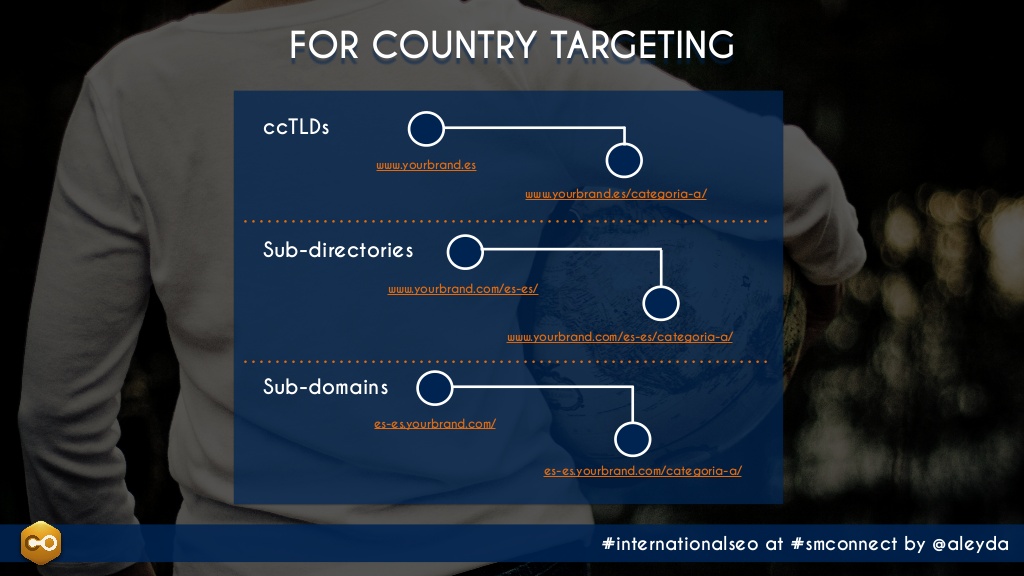 FOR COUNTRY TARGETING
ccTLDs
www.yourbrand.es
www.yourbrand.es/categoria-a/
Sub-directories
www.yourbrand.com/es-es/
www.yourbrand.com/es-es/categoria-a/
Sub-domains
es-es.yourbrand.com/
es-es.yourbrand.com/categoria-a/
#internationalseo at #smconnect by @aleyda